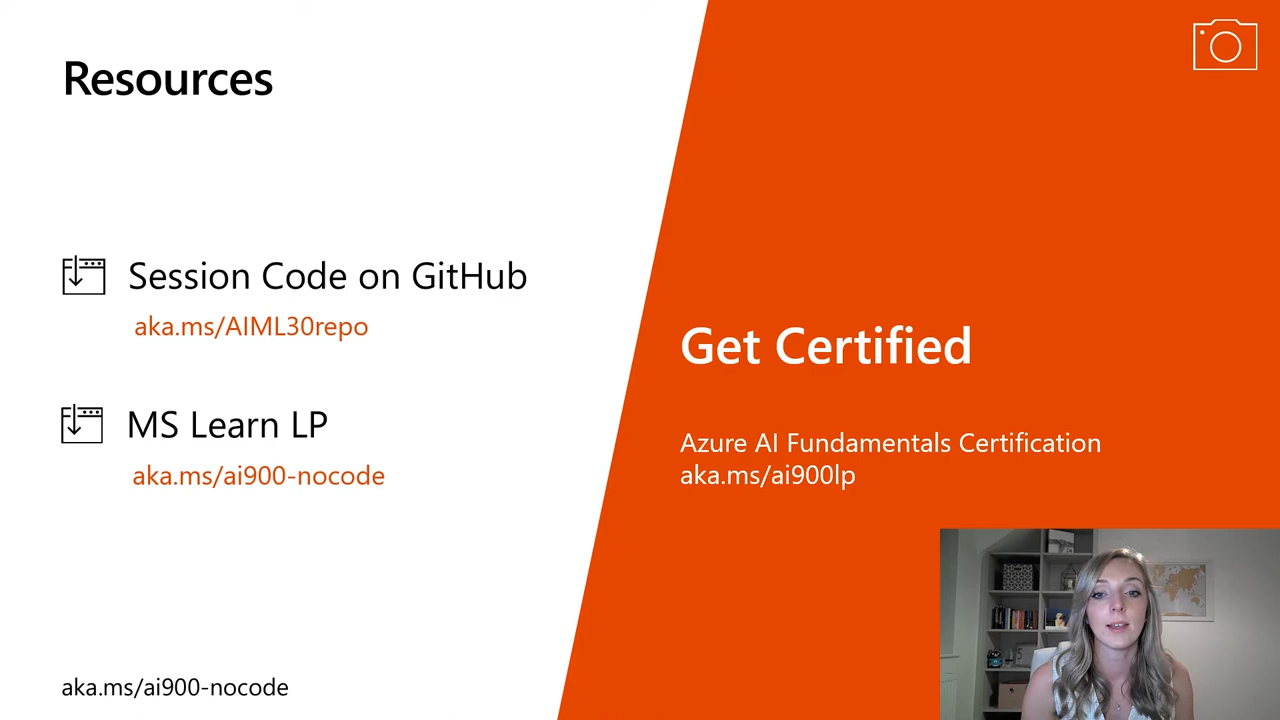 Resources
Session Code on GitHub
aka.ms/AIML30repo
MS Learn LP
aka.ms/ai900-nocode
aka.ms/ai900-nocode
Get Certified
Azure AI Fundamentals Certification
aka.ms/ai900lp